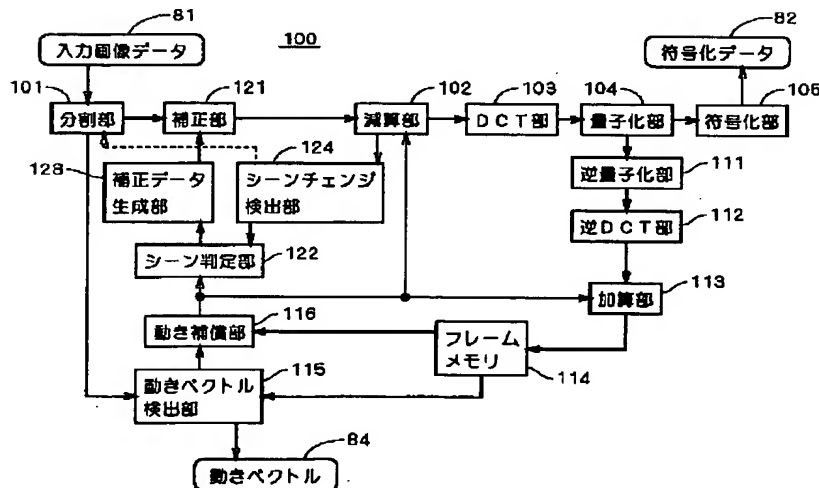 81
入力画像データ
100
82
符号化データ
101
分割部
121
補正部
102
減算部
103
DCT部
104
量子化部
105
符号化部
128
補正データ
生成部
124
シーンチェンジ
検出部
逆量子化部
111
逆DCT部
112
シーン判定部
122
加算部
113
動き補償部
116
フレーム
メモリ
114
動きベクトル
検出部
115
84
動きベクトル